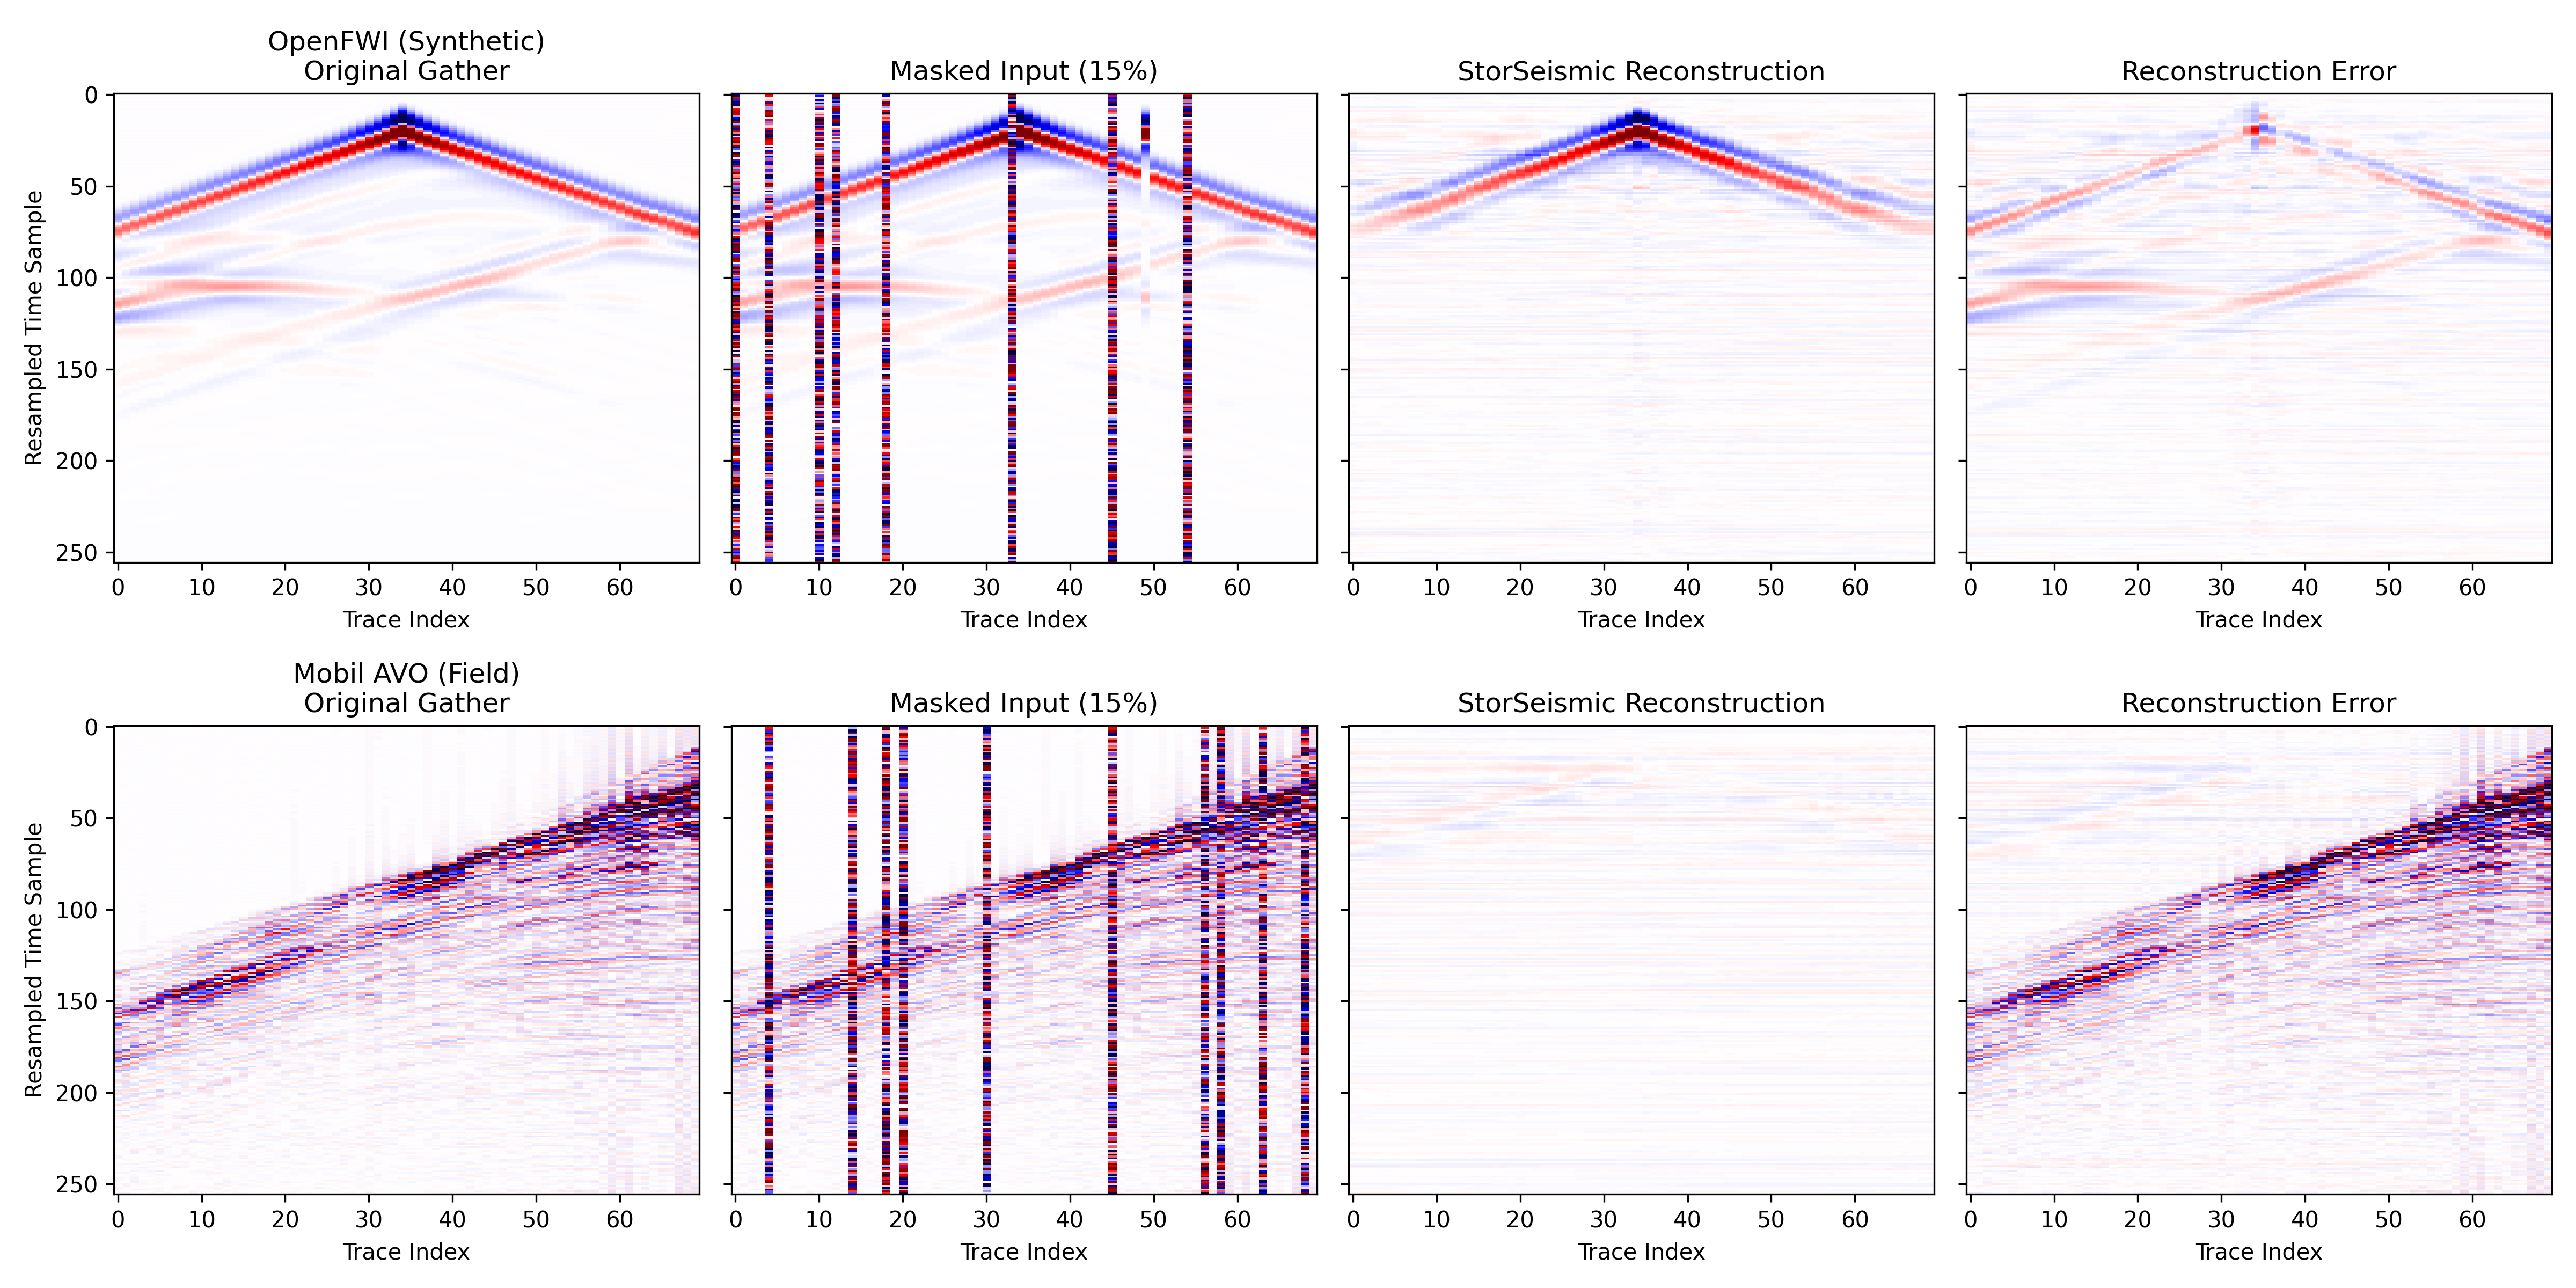 OpenFWI (Synthetic)
Original Gather
Masked Input (15%)
StorSeismic Reconstruction
Reconstruction Error
Resampled Time Sample
0
50
100
150
200
250
0 10 20 30 40 50 60
0 10 20 30 40 50 60
0 10 20 30 40 50 60
0 10 20 30 40 50 60
Trace Index
Trace Index
Trace Index
Trace Index
Mobil AVO (Field)
Original Gather
Masked Input (15%)
StorSeismic Reconstruction
Reconstruction Error
Resampled Time Sample
0
50
100
150
200
250
0 10 20 30 40 50 60
0 10 20 30 40 50 60
0 10 20 30 40 50 60
0 10 20 30 40 50 60
Trace Index
Trace Index
Trace Index
Trace Index